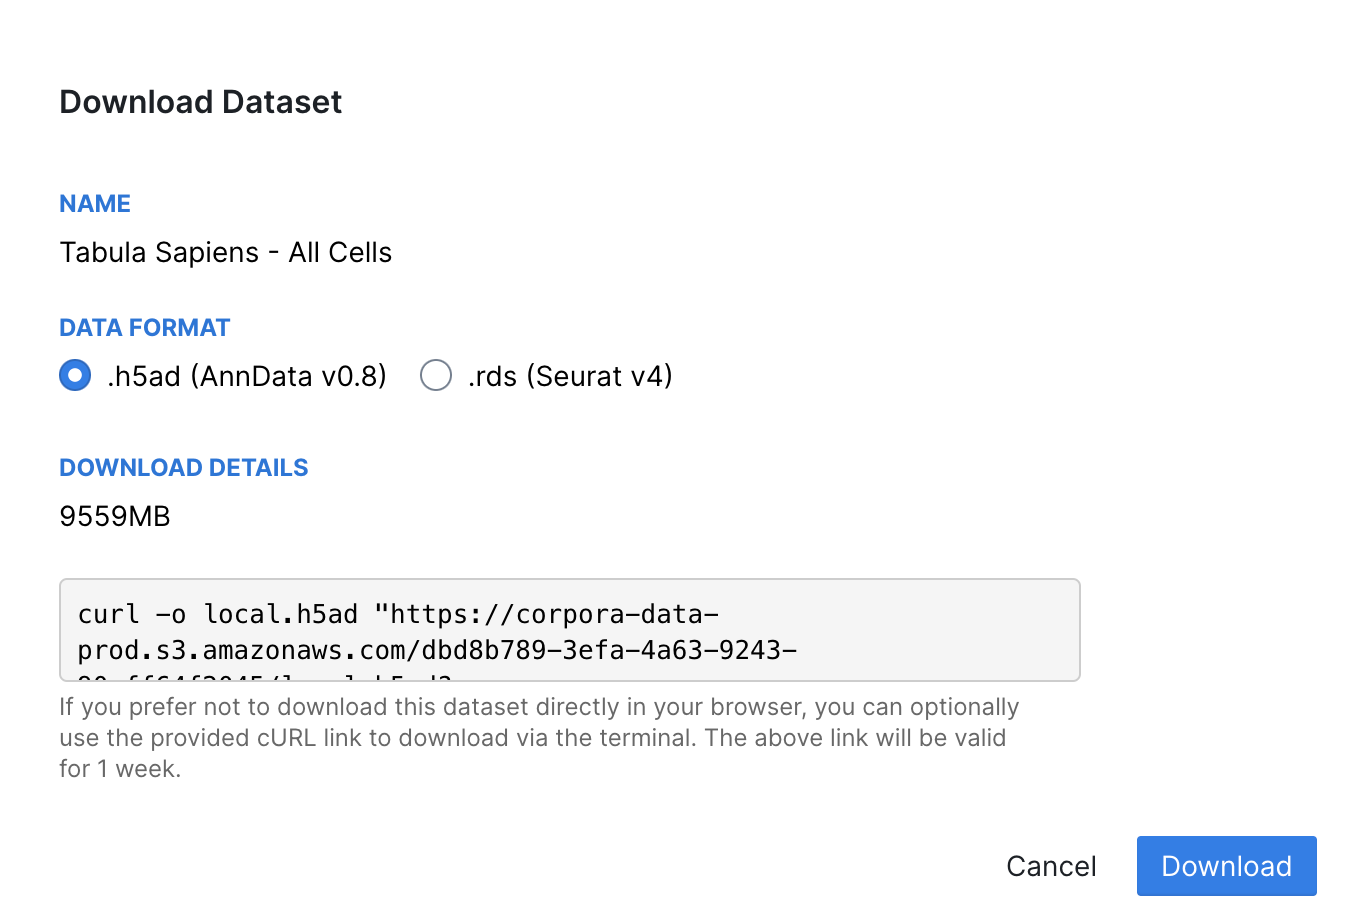 Download Dataset
NAME
Tabula Sapiens - All Cells
DATA FORMAT
.h5ad (AnnData v0.8) .rds (Seurat v4)
DOWNLOAD DETAILS
9559MB
curl -o local.h5ad "https://corpora-data-
prod.s3.amazonaws.com/dbd8b789-3efa-4a63-9243-
If you prefer not to download this dataset directly in your browser, you can optionally
use the provided cURL link to download via the terminal. The above link will be valid
for 1 week.
Cancel Download